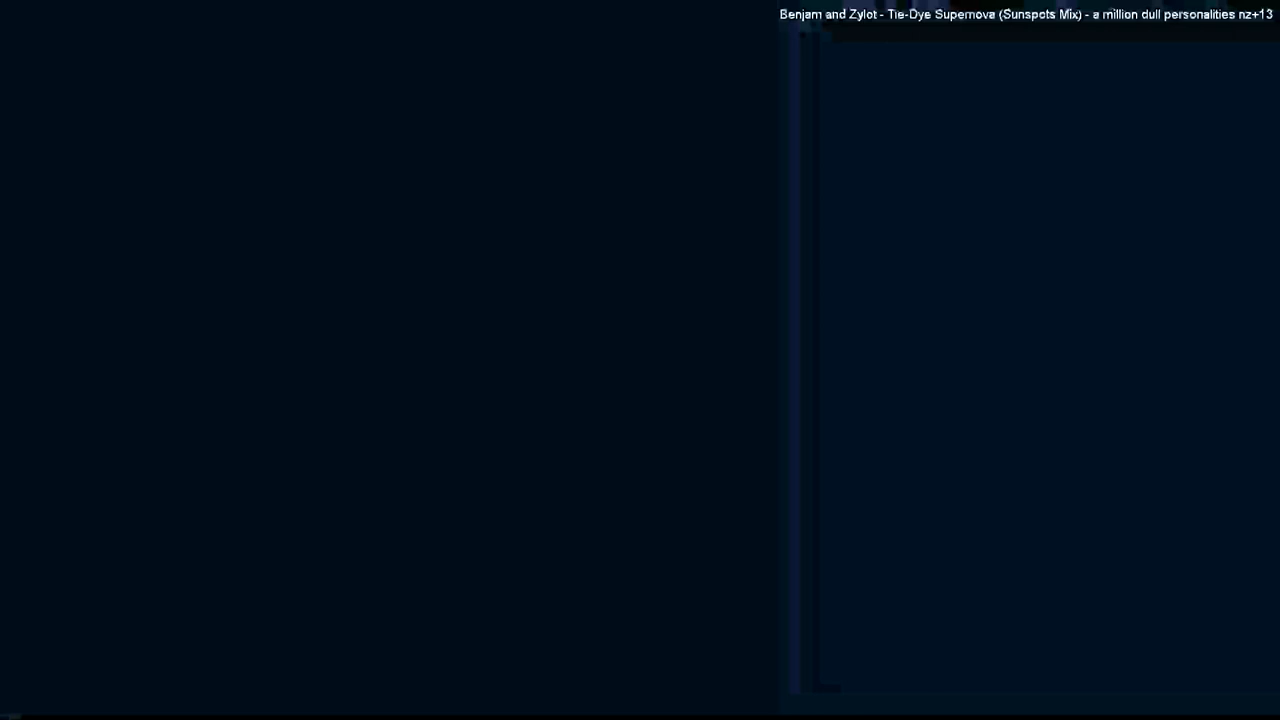 Benjam and Zylot - Tie-Dye Supernova (Sunspots Mix) - a million dull personalities nz+13